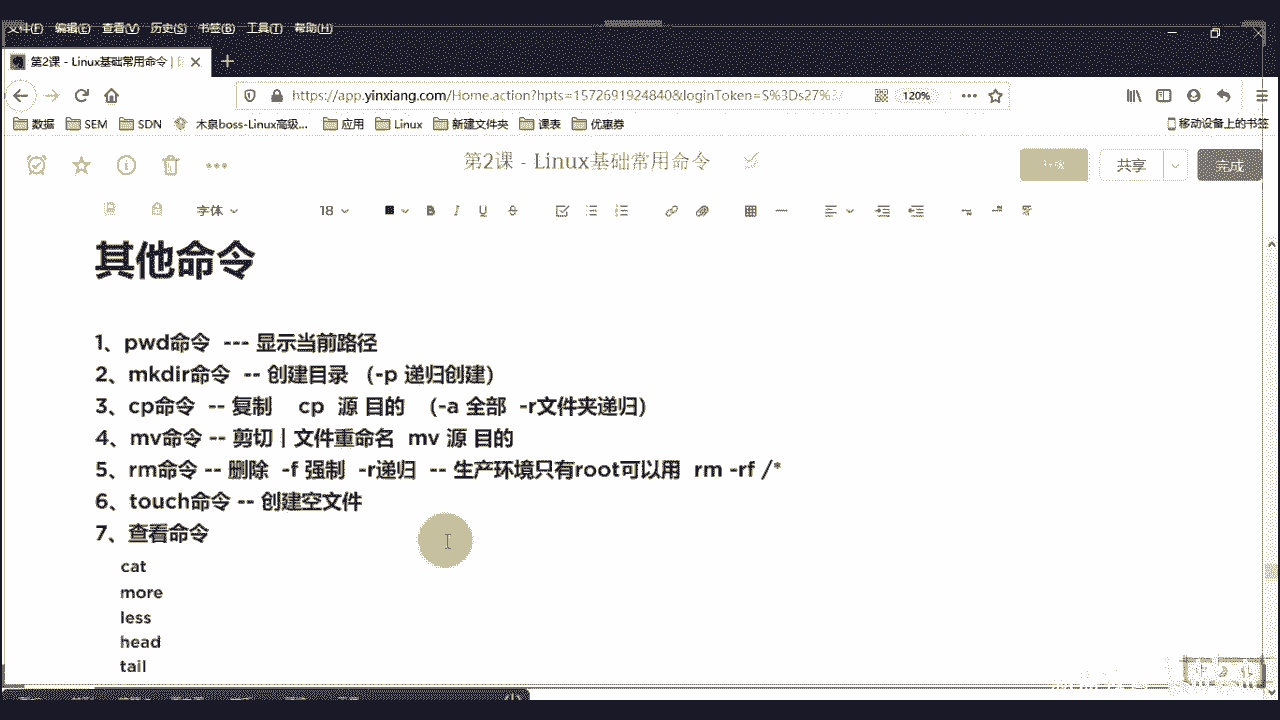 文件(F) 编辑(E) 查看(V) 历史(S) 书签(B) 工具(T) 帮助(H)
第2课 - Linux基础常用命令 |
https://app.yinxiang.com/Home.action?hpts=1572691924840&loginToken=S%3Ds27%3/ 120%
数据 SEM SDN 木泉boss-Linux高级... 应用 Linux 新建文件夹 课表 优惠券 移动设备上的书签
第2课 - Linux基础常用命令
共享 完成
字体 18 B I U S
其他命令
1、pwd命令 --- 显示当前路径
2、mkdir命令 -- 创建目录 (-p 递归创建)
3、cp命令 -- 复制 cp 源 目的 (-a 全部 -r文件夹递归)
4、mv命令 -- 剪切 | 文件重命名 mv 源 目的
5、rm命令 -- 删除 -f 强制 -r递归 -- 生产环境只有root可以用 rm -rf /*
6、touch命令 -- 创建空文件
7、查看命令
cat
more
less
head
tail